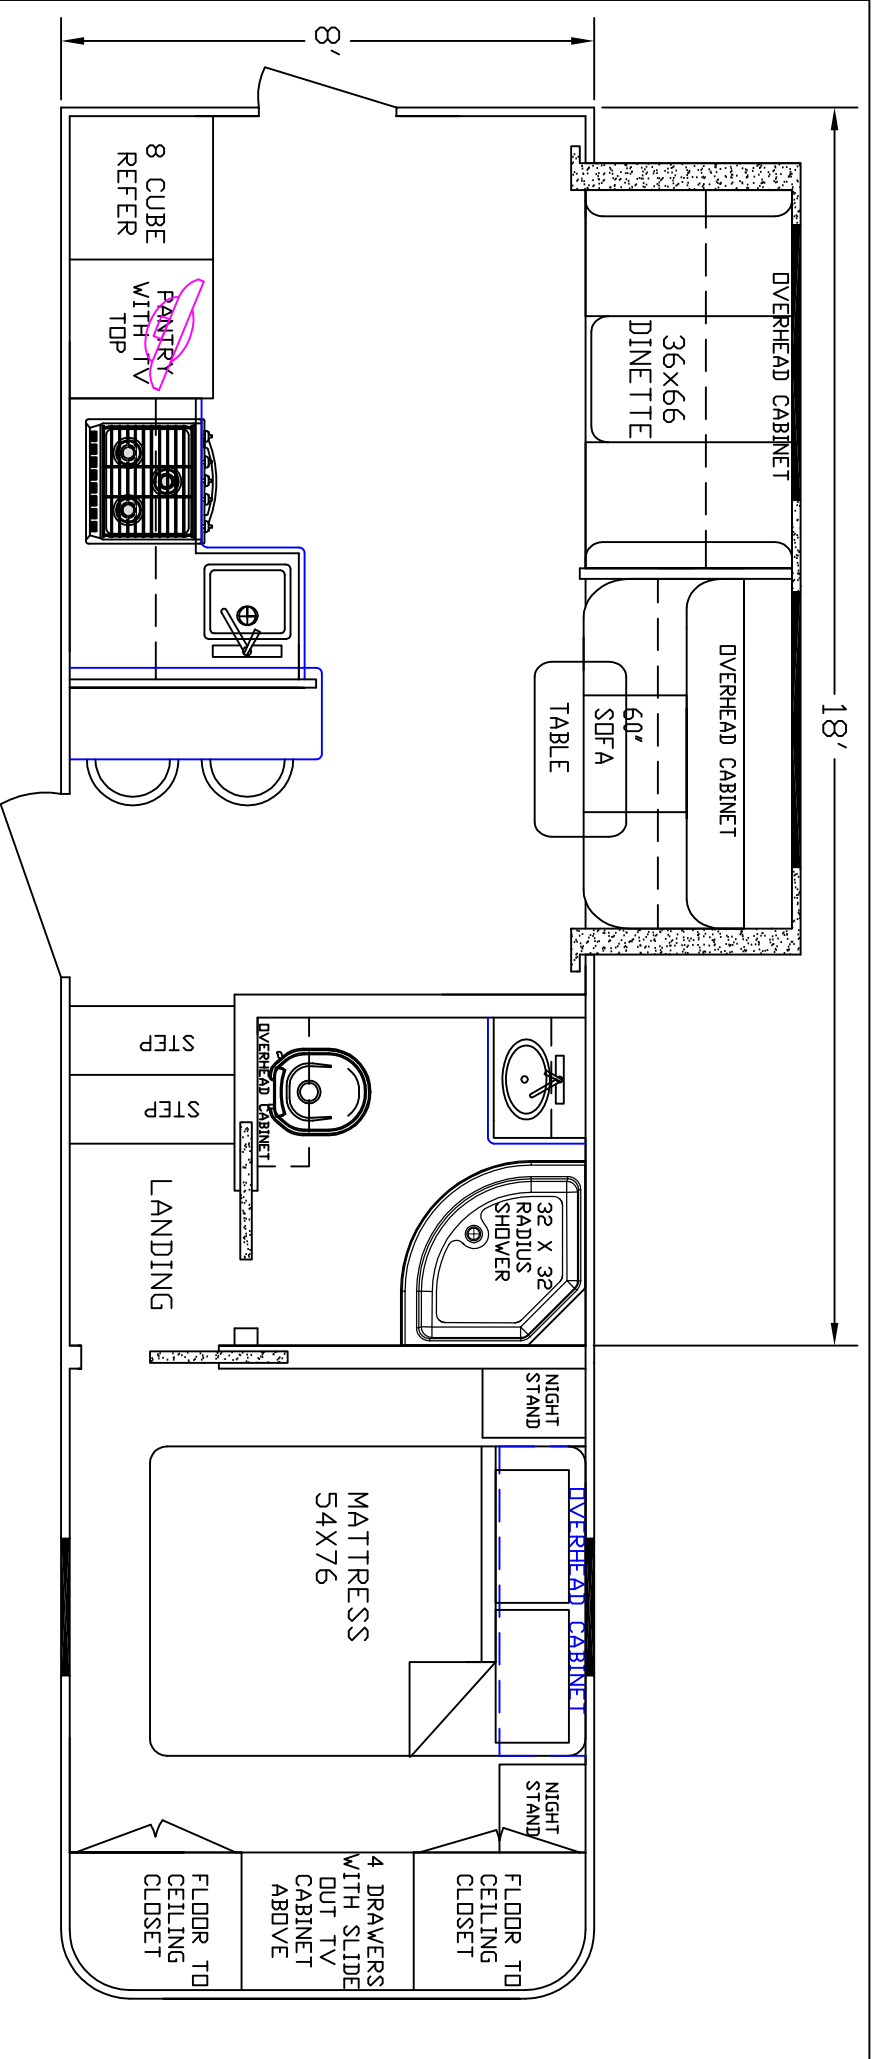 8'
18'
8 CUBE
REFER
PANTRY
WITH TV
TOP
OVERHEAD CABINET
36x66
DINETTE
OVERHEAD CABINET
60"
SOFA
TABLE
STEP
STEP
OVERHEAD CABINET
LANDING
32 X 32
RADIUS
SHOWER
NIGHT
STAND
OVERHEAD CABINET
MATTRESS
54X76
NIGHT
STAND
FLOOR TO
CEILING
CLOSET
4 DRAWERS
WITH SLIDE
OUT TV
CABINET
ABOVE
FLOOR TO
CEILING
CLOSET